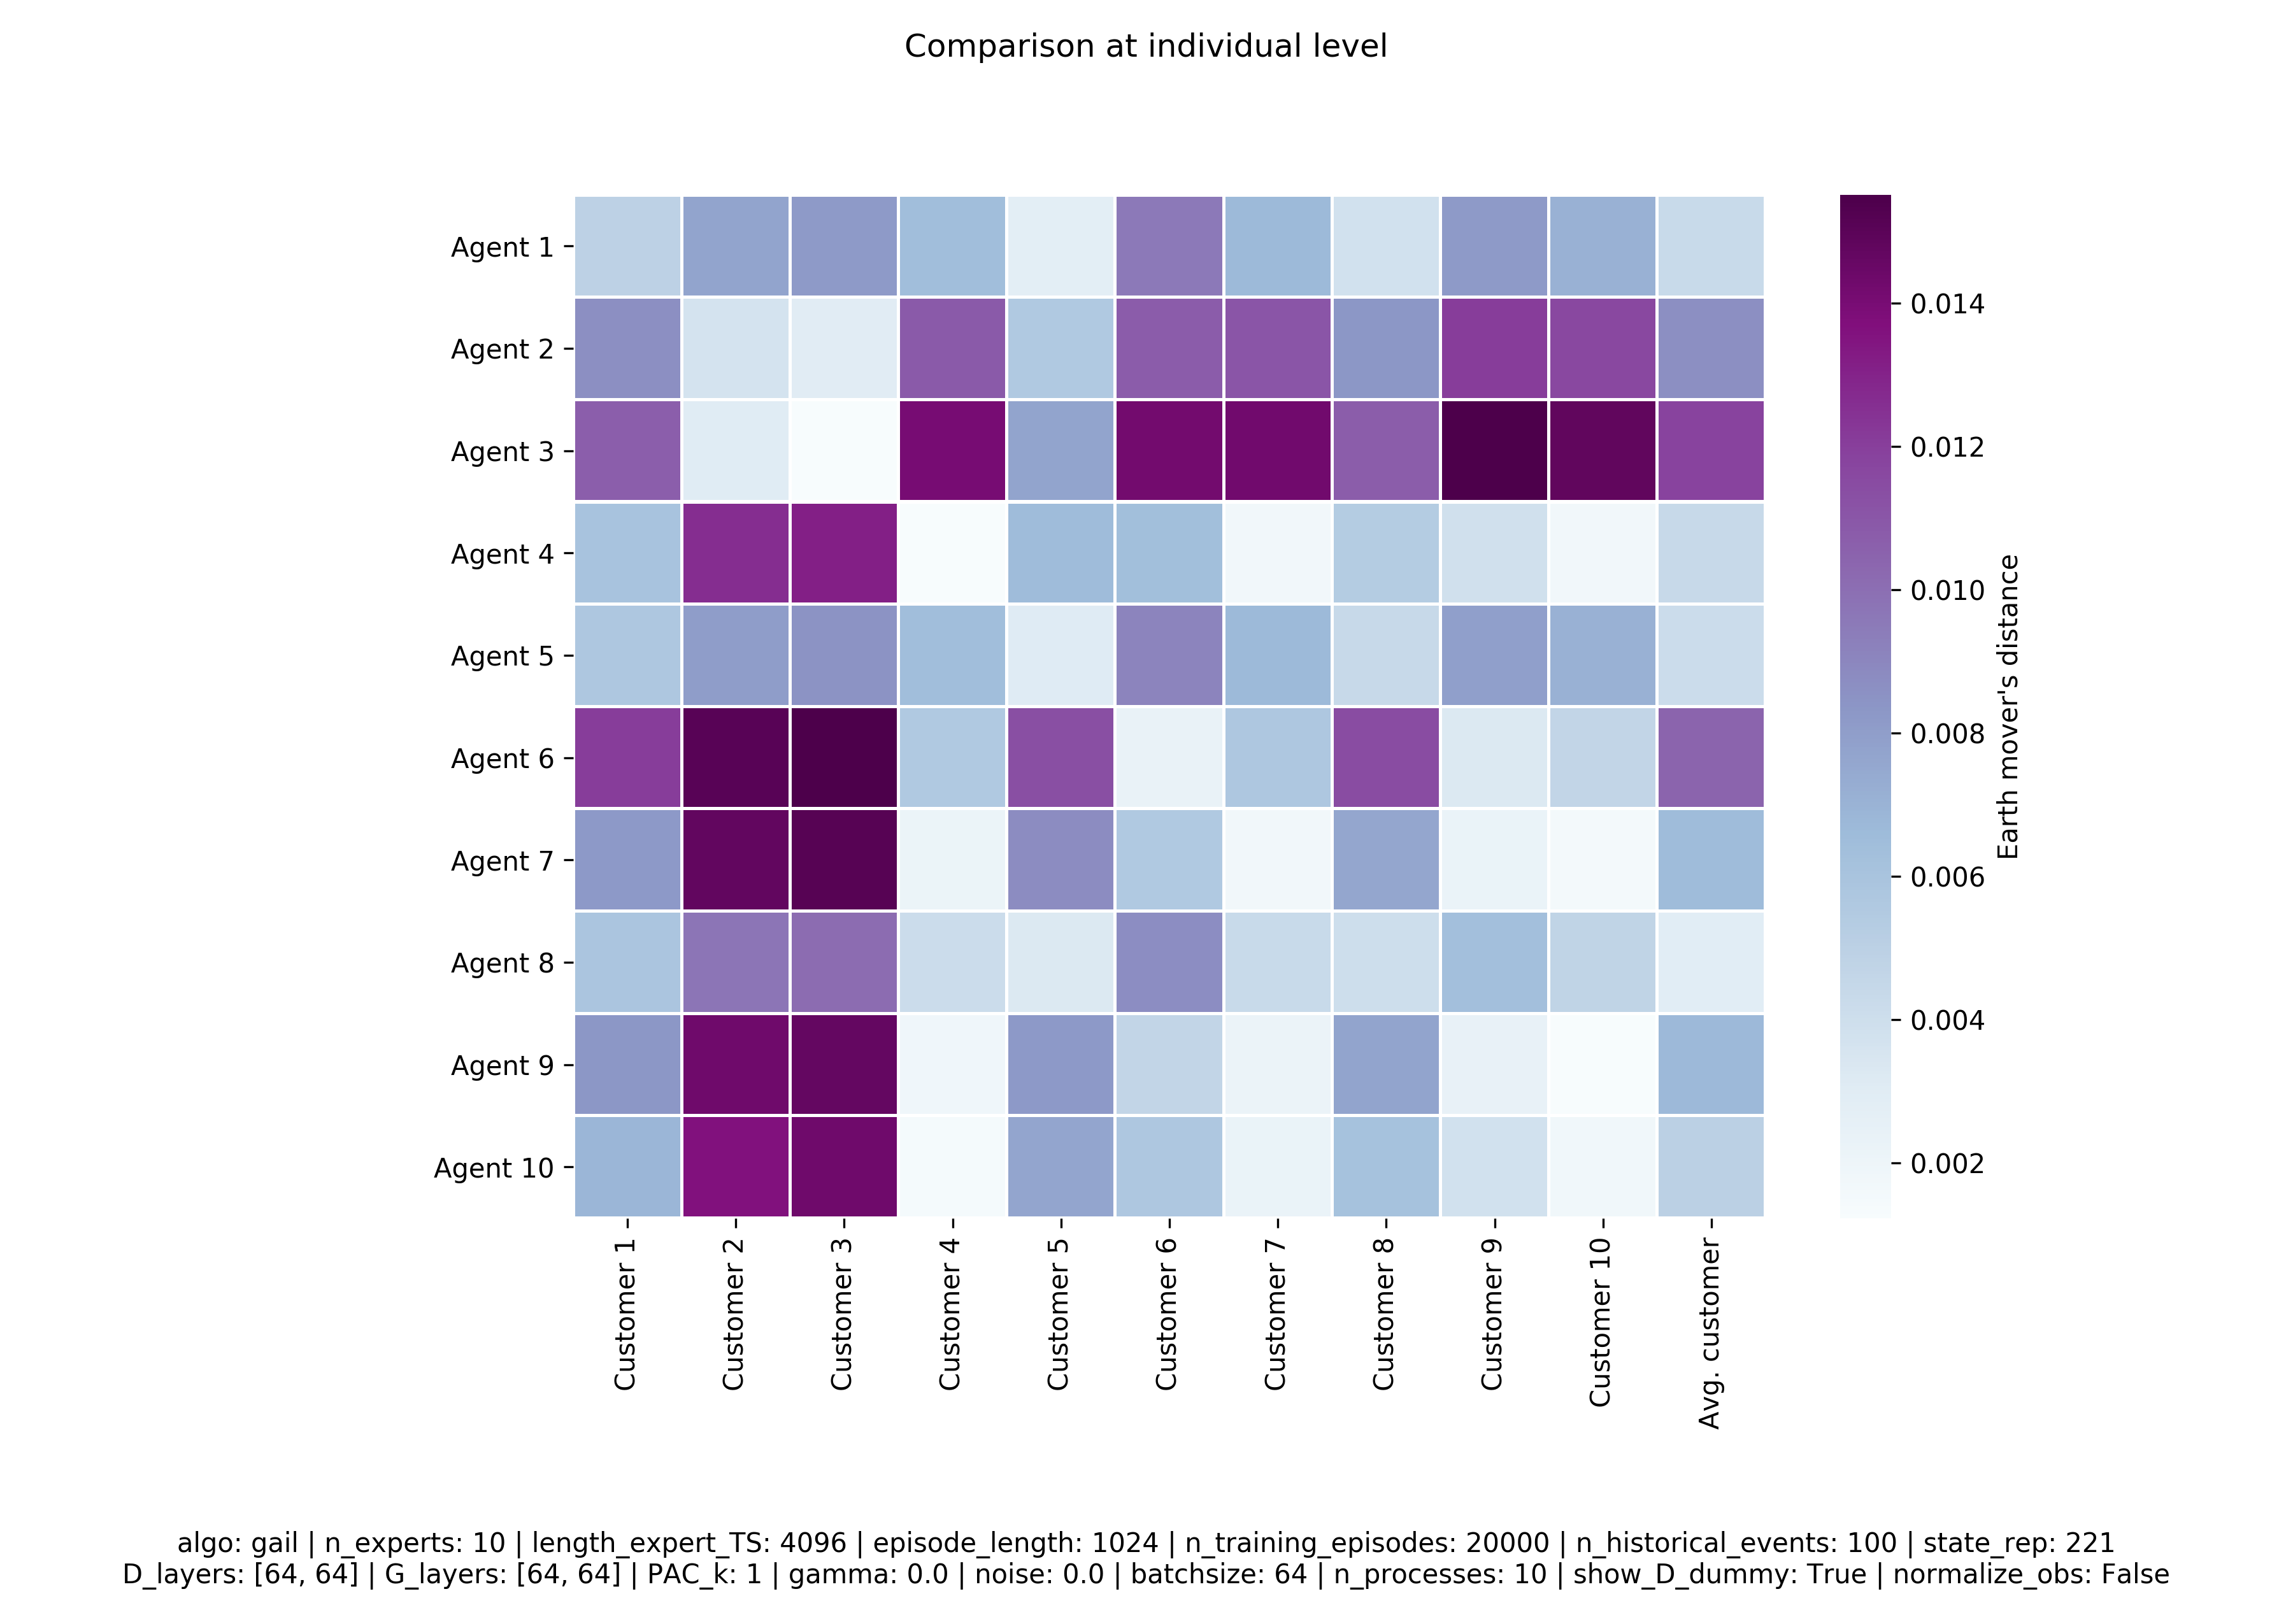 Comparison at individual level
Agent 1
Agent 2
Agent 3
Agent 4
Agent 5
Agent 6
Agent 7
Agent 8
Agent 9
Agent 10
Customer 1
Customer 2
Customer 3
Customer 4
Customer 5
Customer 6
Customer 7
Customer 8
Customer 9
Customer 10
Avg. customer
0.014
0.012
0.010
0.008
0.006
0.004
0.002
Earth mover's distance
algo: gail | n_experts: 10 | length_expert_TS: 4096 | episode_length: 1024 | n_training_episodes: 20000 | n_historical_events: 100 | state_rep: 221
D_layers: [64, 64] | G_layers: [64, 64] | PAC_k: 1 | gamma: 0.0 | noise: 0.0 | batchsize: 64 | n_processes: 10 | show_D_dummy: True | normalize_obs: False